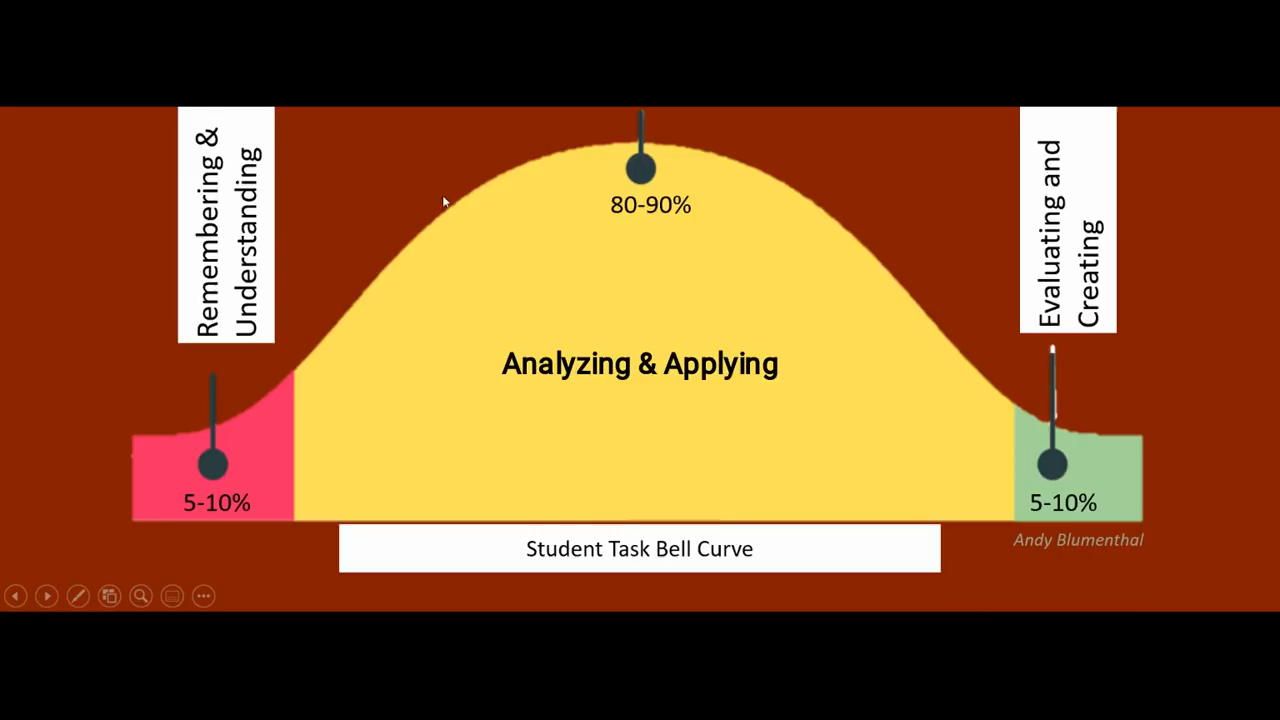 Remembering &
Understanding
80-90%
Evaluating and
Creating
Analyzing & Applying
5-10%
5-10%
Student Task Bell Curve
Andy Blumenthal